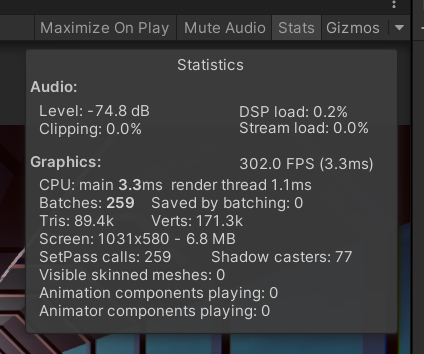 Maximize On Play Mute Audio Stats Gizmos
Statistics
Audio:
Level: -74.8 dB DSP load: 0.2%
Clipping: 0.0% Stream load: 0.0%
Graphics: 302.0 FPS (3.3ms)
CPU: main 3.3ms render thread 1.1ms
Batches: 259 Saved by batching: 0
Tris: 89.4k Verts: 171.3k
Screen: 1031x580 - 6.8 MB
SetPass calls: 259 Shadow casters: 77
Visible skinned meshes: 0
Animation components playing: 0
Animator components playing: 0